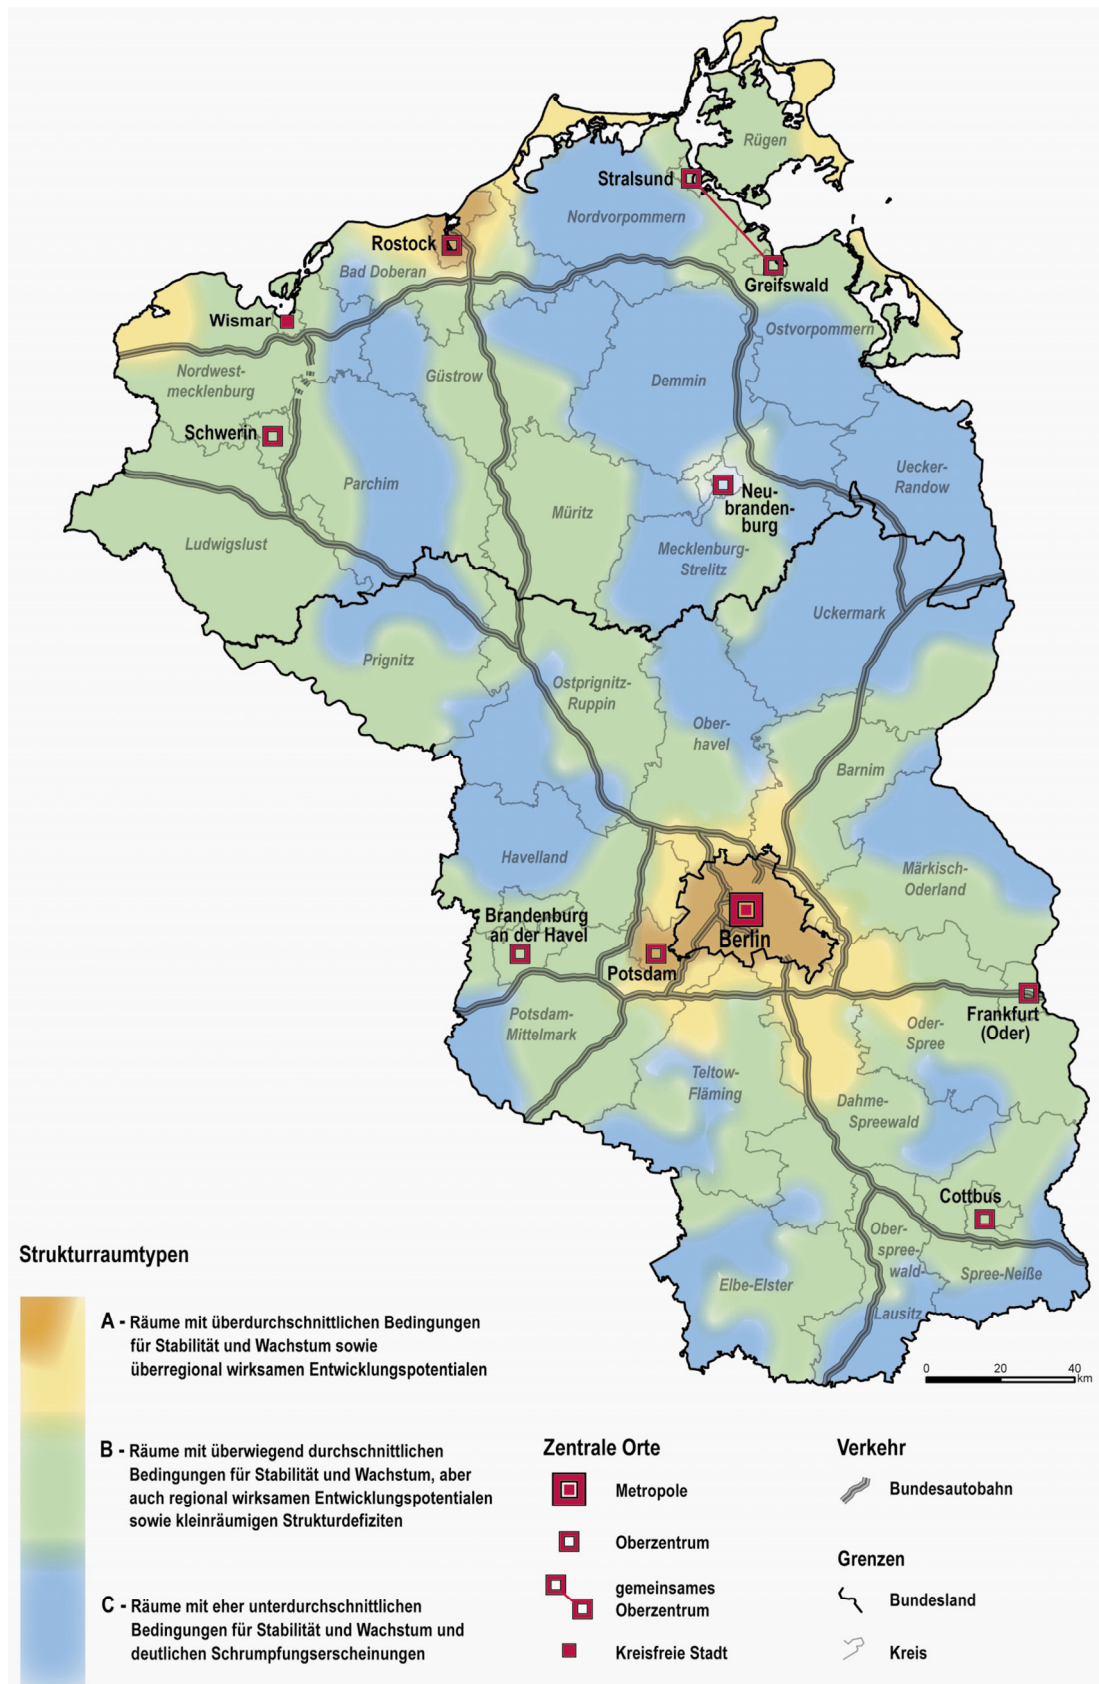 Rügen
Stralsund
Nordvorpommern
Rostock
Bad Doberan
Greifswald
Wismar
Ostvorpommern
Nordwest-
mecklenburg
Güstrow
Demmin
Schwerin
Uecker-
Randow
Parchim
Neu-
branden-
burg
Müritz
Ludwigslust
Mecklenburg-
Strelitz
Uckermark
Prignitz
Ostprignitz-
Ruppin
Ober-
havel
Barnim
Havelland
Märkisch-
Oderland
Brandenburg
an der Havel
Berlin
Potsdam
Frankfurt
(Oder)
Potsdam-
Mittelmark
Oder-
Spree
Teltow-
Fläming
Dahme-
Spreewald
Cottbus
Ober-
spree-
wald-
Lausitz
Spree-Neiße
Elbe-Elster
0 20 40
km
Strukturraumtypen
A - Räume mit überdurchschnittlichen Bedingungen
für Stabilität und Wachstum sowie
überregional wirksamen Entwicklungspotentialen
B - Räume mit überwiegend durchschnittlichen
Bedingungen für Stabilität und Wachstum, aber
auch regional wirksamen Entwicklungspotentialen
sowie kleinräumigen Strukturdefiziten
C - Räume mit eher unterdurchschnittlichen
Bedingungen für Stabilität und Wachstum und
deutlichen Schrumpfungserscheinungen
Zentrale Orte
Metropole
Oberzentrum
gemeinsames
Oberzentrum
Kreisfreie Stadt
Verkehr
Bundesautobahn
Grenzen
Bundesland
Kreis